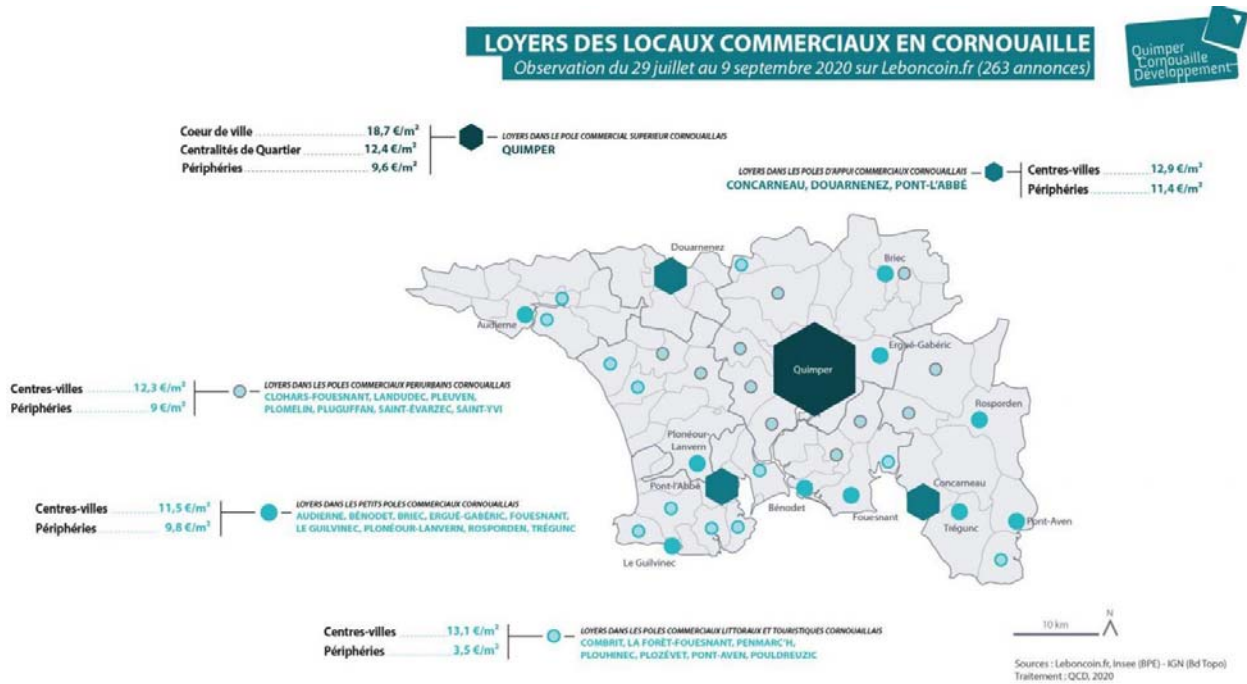 LOYERS DES LOCAUX COMMERCIAUX EN CORNOUAILLE
Observation du 29 juillet au 9 septembre 2020 sur Leboncoin.fr (263 annonces)
Quimper
Cornouaille
Développement
Coeur de ville 18,7 €/m²
Centralités de Quartier 12,4 €/m²
Périphéries 9,6 €/m²
LOYERS DANS LE POLE COMMERCIAL SUPERIEUR CORNOUAILLAIS
QUIMPER
LOYERS DANS LES POLES D'APPUI COMMERCIAUX CORNOUAILLAIS
CONCARNEAU, DOUARNENEZ, PONT-L'ABBÉ
Centres-villes 12,9 €/m²
Périphéries 11,4 €/m²
Douarnenez
Briec
Audierne
Ergué-Gabéric
Quimper
Rosporden
Plonéour-
Lanvern
Pont-l'Abbé
Concarneau
Bénodet
Fouesnant
Trégunc
Pont-Aven
Le Guilvinec
Centres-villes 12,3 €/m²
Périphéries 9 €/m²
LOYERS DANS LES POLES COMMERCIAUX PERIURBAINS CORNOUAILLAIS
CLOHARS-FOUESNANT, LANDUDEC, PLEUVEN,
PLOMELIN, PLUGUFFAN, SAINT-ÉVARZEC, SAINT-YVI
Centres-villes 11,5 €/m²
Périphéries 9,8 €/m²
LOYERS DANS LES PETITS POLES COMMERCIAUX CORNOUAILLAIS
AUDIERNE, BÉNODET, BRIEC, ERGUÉ-GABÉRIC, FOUESNANT,
LE GUILVINEC, PLONÉOUR-LANVERN, ROSPORDEN, TRÉGUNC
Centres-villes 13,1 €/m²
Périphéries 3,5 €/m²
LOYERS DANS LES POLES COMMERCIAUX LITTORAUX ET TOURISTIQUES CORNOUAILLAIS
COMBRIT, LA FORÊT-FOUESNANT, PENMARC'H,
PLOUHINEC, PLOZÉVET, PONT-AVEN, POULDREUZIC
10 km
N
Sources : Leboncoin.fr, Insee (BPE) - IGN (Bd Topo)
Traitement : QCD, 2020